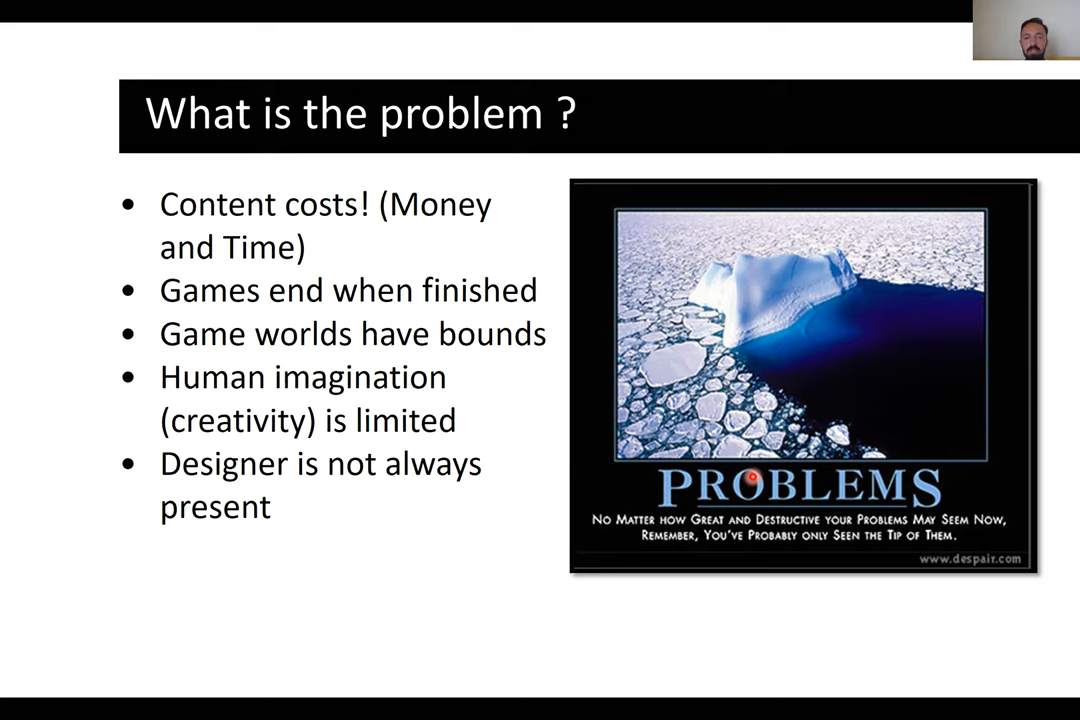 What is the problem ?
• Content costs! (Money
and Time)
• Games end when finished
• Game worlds have bounds
• Human imagination
(creativity) is limited
• Designer is not always
present
PROBLEMS
No Matter how Great and Destructive your Problems May Seem Now,
Remember, You've Probably only Seen the Tip of Them.
www.despair.com